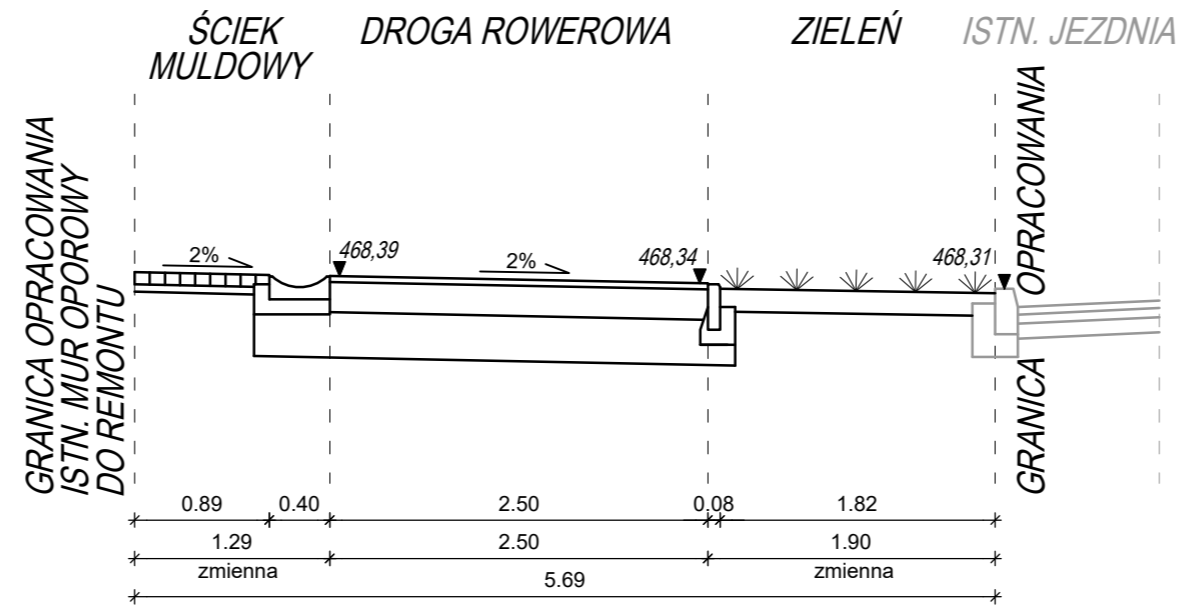 ŚCIEK
MULDOWY
DROGA ROWEROWA
ZIELEŃ
ISTN. JEZDNIA
GRANICA OPRACOWANIA
ISTN. MUR OPOROWY
DO REMONTU
GRANICA OPRACOWANIA
2%
468,39
2%
468,34
468,31
0.89
0.40
2.50
0.08
1.82
1.29
2.50
1.90
zmienna
zmienna
5.69